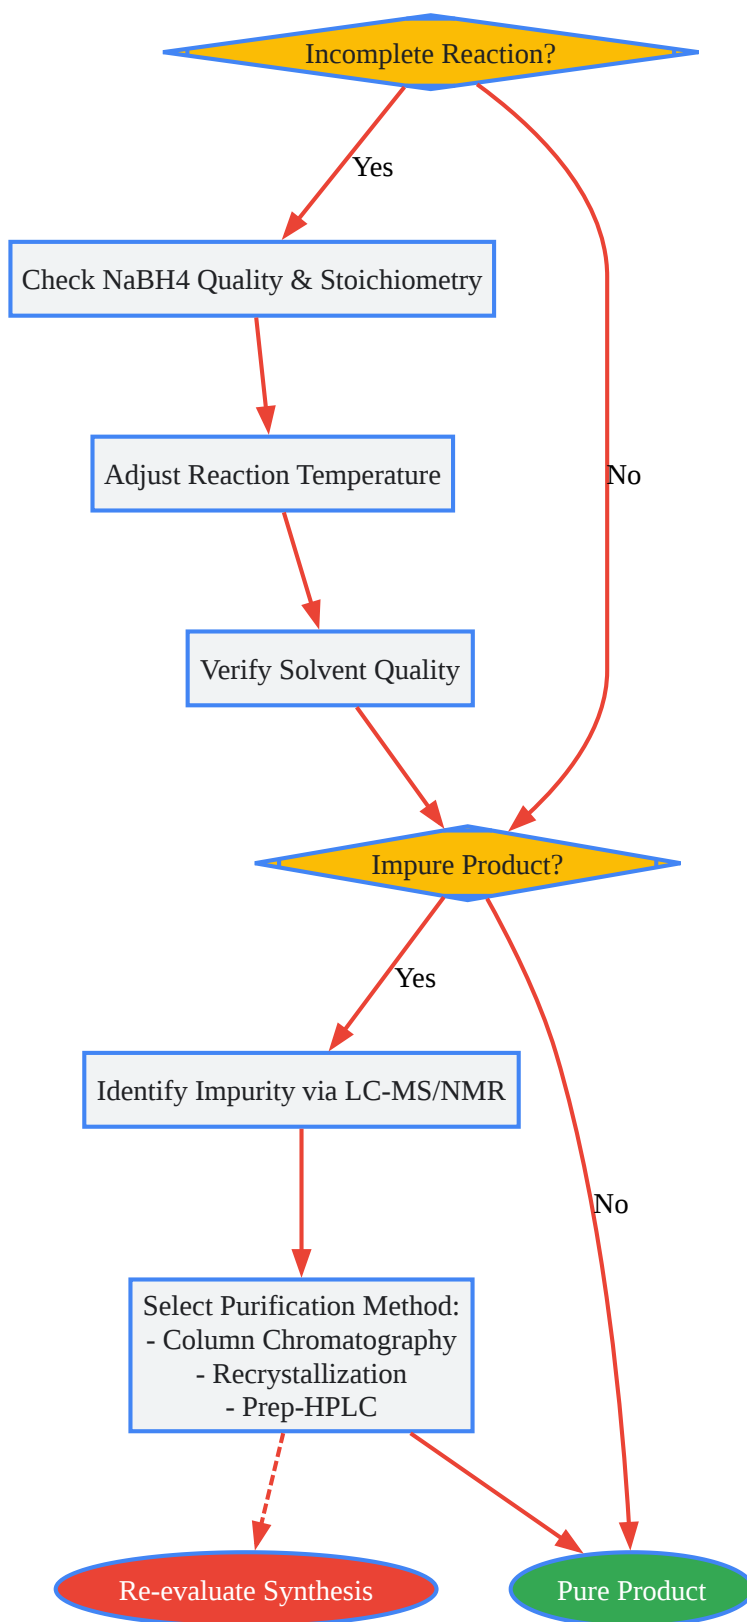 Incomplete Reaction?
Yes
Check NaBH4 Quality & Stoichiometry
Adjust Reaction Temperature
No
Verify Solvent Quality
Impure Product?
Yes
Identify Impurity via LC-MS/NMR
No
Select Purification Method:
- Column Chromatography
- Recrystallization
- Prep-HPLC
Re-evaluate Synthesis
Pure Product